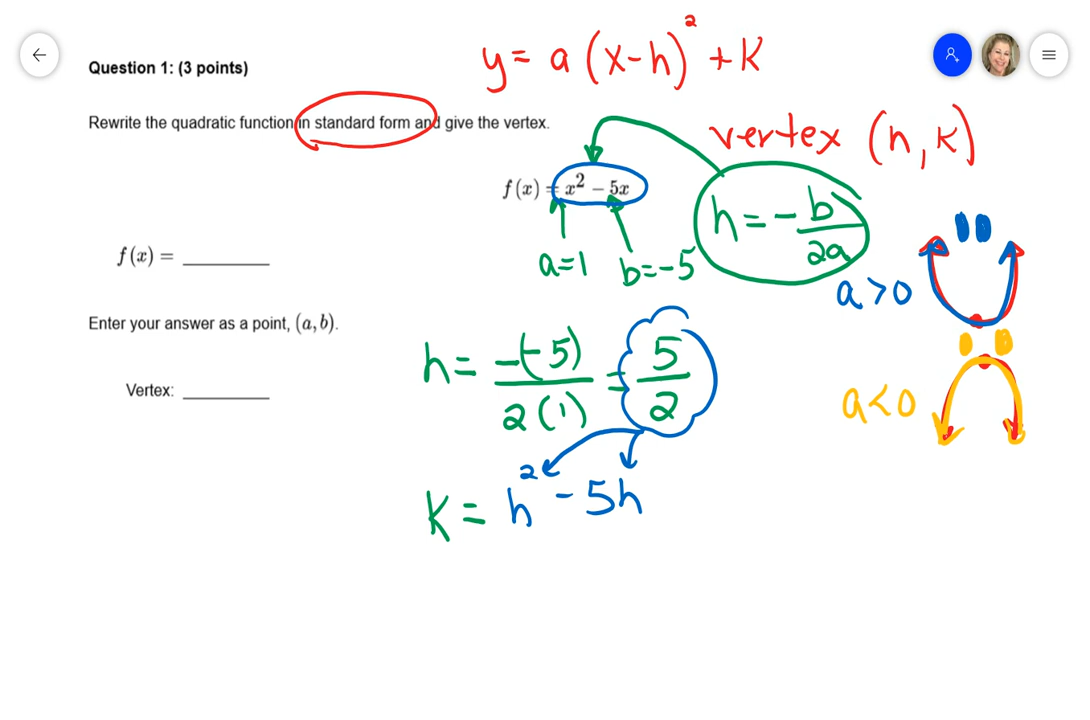 y = a (x-h)² + k
Question 1: (3 points)
Rewrite the quadratic function in standard form and give the vertex.
vertex (h, k)
f(x) = x² – 5x
h = - b/2a
a=1 b=-5
f(x) = ________
a>0
Enter your answer as a point, (a, b).
h = -(-5)/2(1) = 5/2
Vertex: ________
a<0
k = h² - 5h